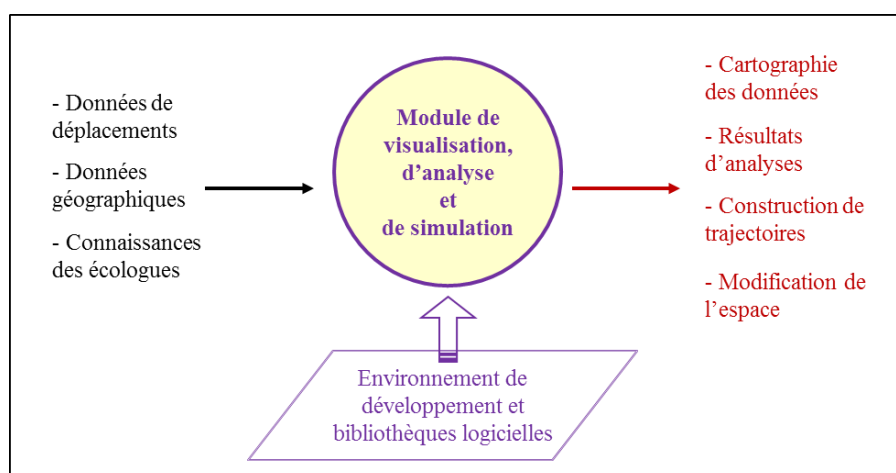 - Données de
déplacements
- Données
géographiques
- Connaissances
des écologues
Module de
visualisation,
d’analyse
et
de simulation
- Cartographie
des données
- Résultats
d’analyses
- Construction de
trajectoires
- Modification de
l’espace
Environnement de
développement et
bibliothèques logicielles